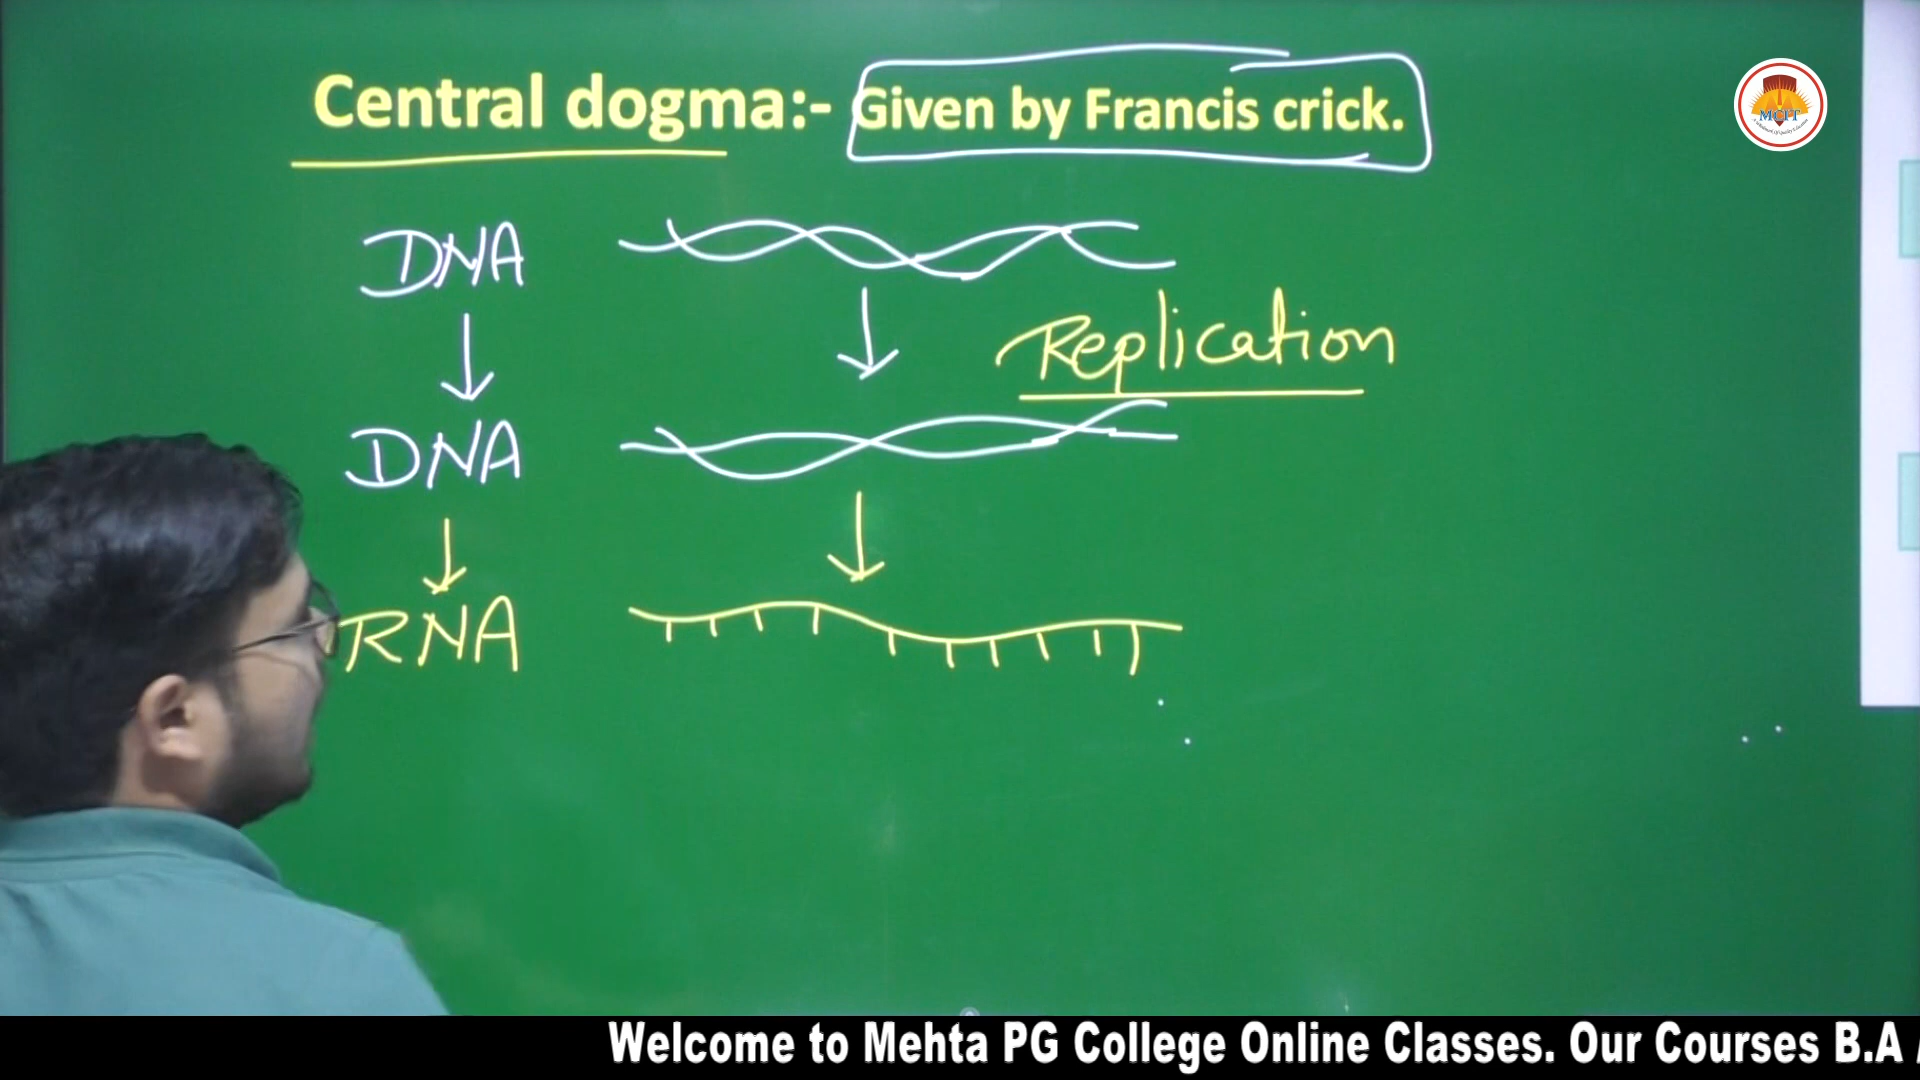 Central dogma:- Given by Francis crick.
DNA
Replication
DNA
RNA
MCPT
Welcome to Mehta PG College Online Classes. Our Courses B.A